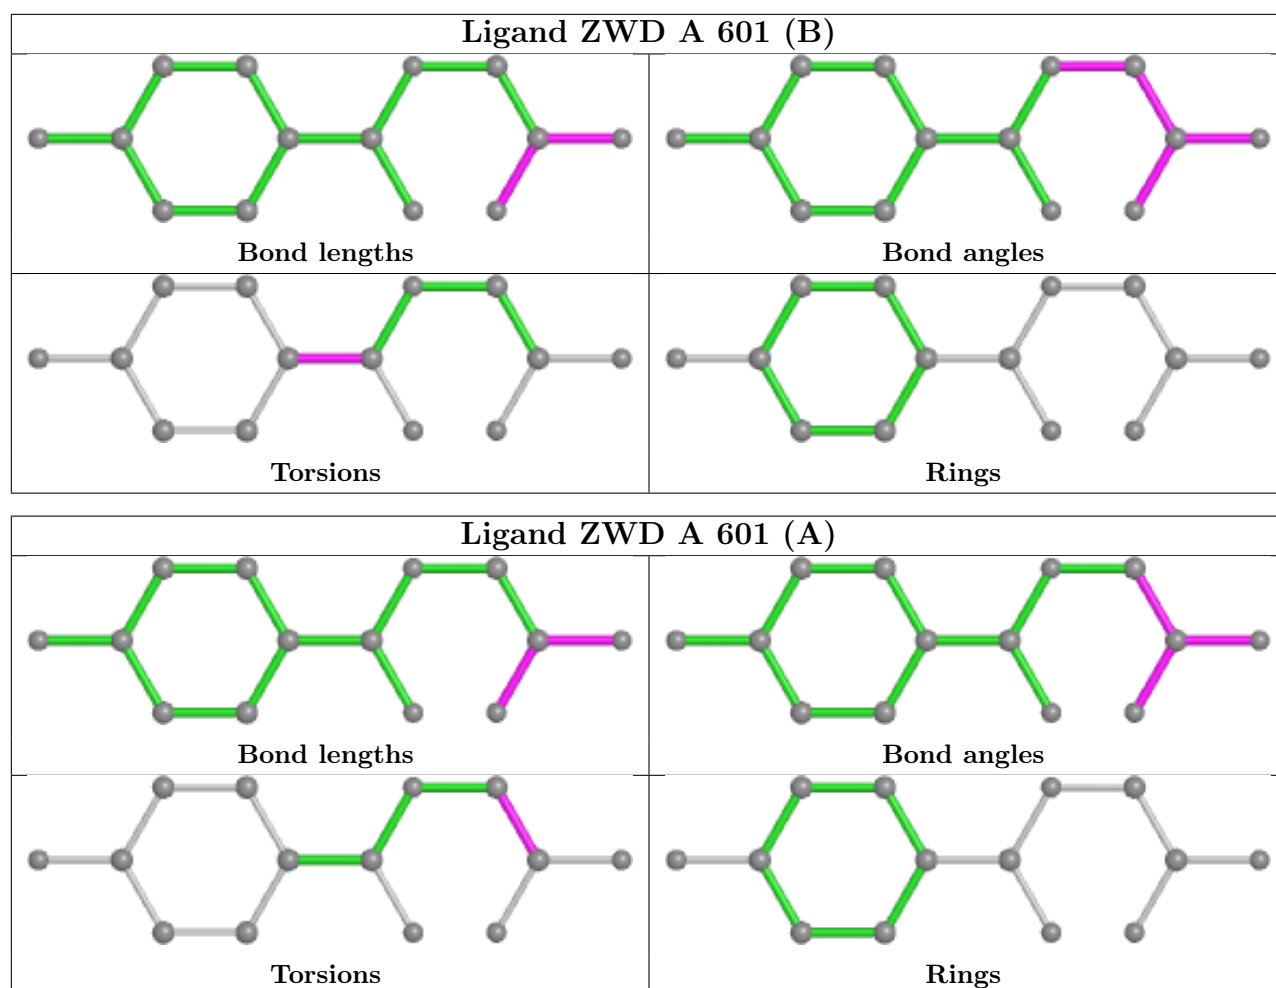 Ligand ZWD A 601 (B)
Bond lengths
Bond angles
Torsions
Rings
Ligand ZWD A 601 (A)
Bond lengths
Bond angles
Torsions
Rings